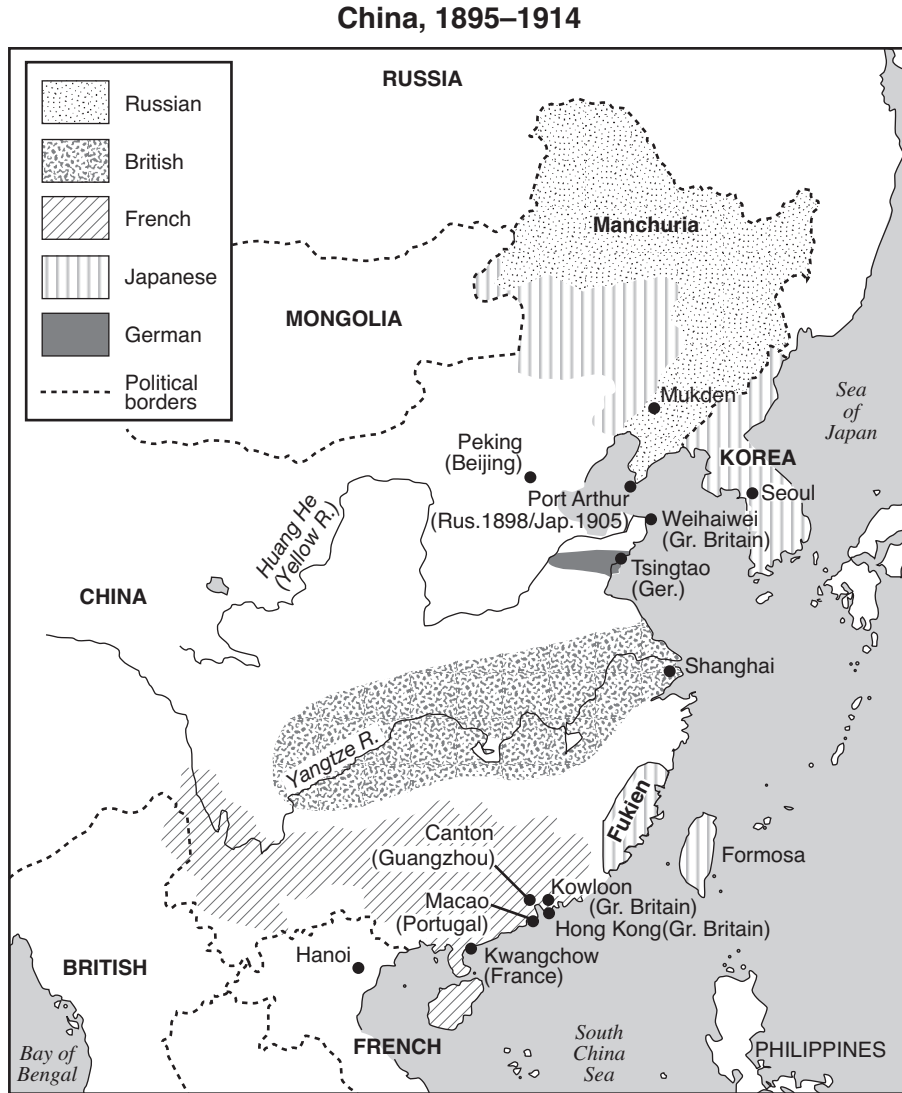 China, 1895–1914
Russian
British
French
Japanese
German
Political
borders
RUSSIA
Manchuria
MONGOLIA
Mukden
Sea
of
Japan
Peking
(Beijing)
KOREA
Port Arthur
(Rus.1898/Jap.1905)
Seoul
Weihaiwei
(Gr. Britain)
Huang He
(Yellow R.)
Tsingtao
(Ger.)
CHINA
Shanghai
Yangtze R.
Fukien
Formosa
Canton
(Guangzhou)
Kowloon
(Gr. Britain)
Macao
(Portugal)
Hong Kong(Gr. Britain)
Hanoi
Kwangchow
(France)
BRITISH
FRENCH
Bay of
Bengal
South
China
Sea
PHILIPPINES